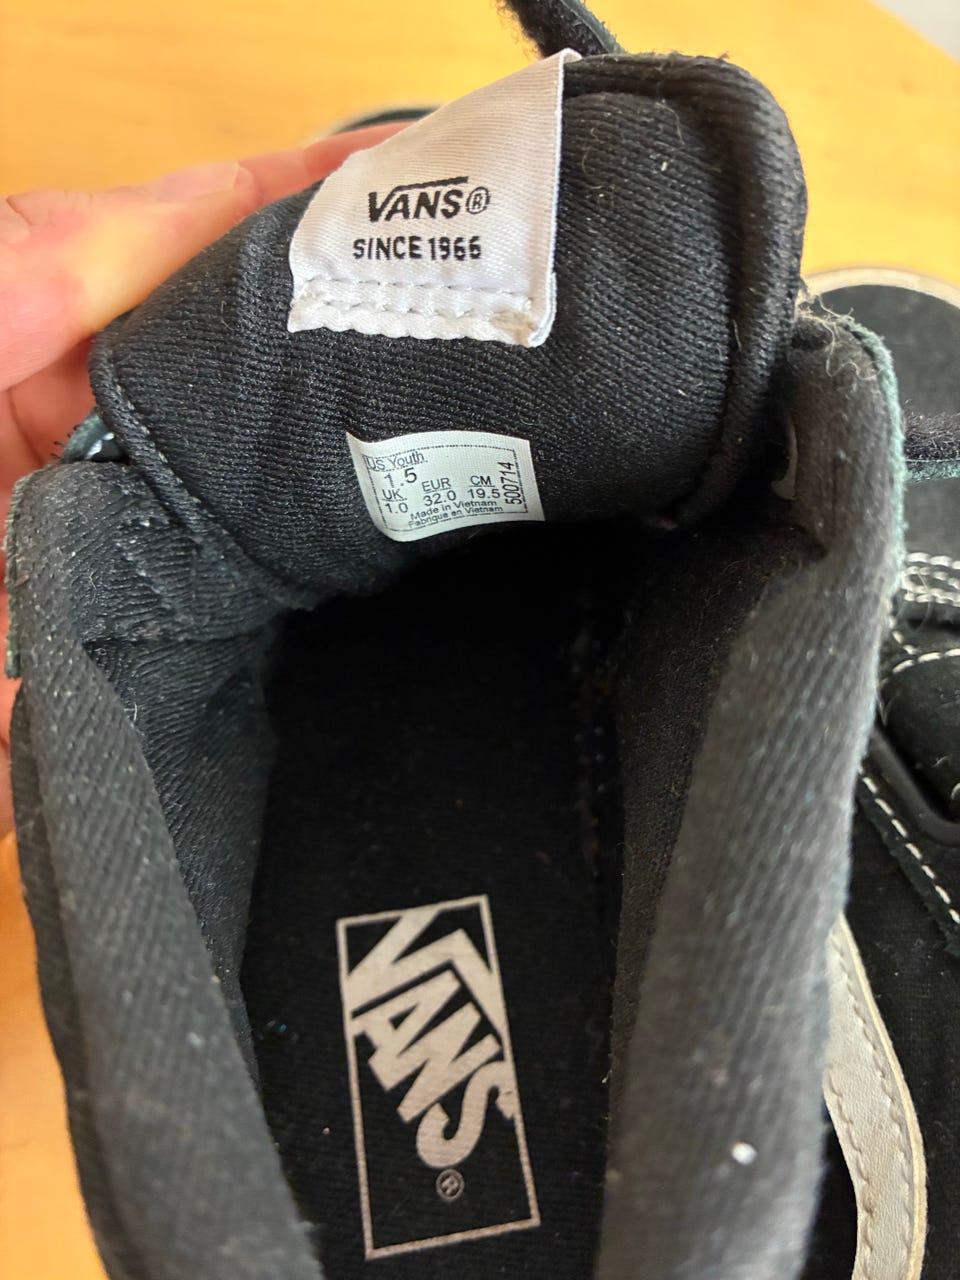 VANS®
SINCE 1966
US Youth
1.5
UK EUR CM
1.0 32.0 19.5
Made in Vietnam
Fabriqué en Vietnam
500714
VANS
®